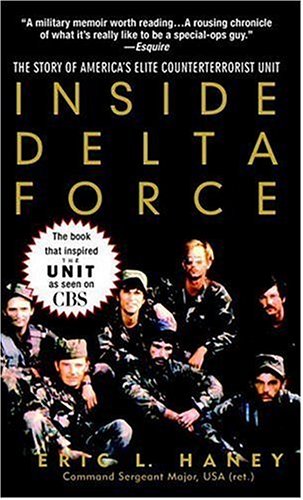 “A military memoir worth reading...A rousing chronicle
of what it's really like to be a special-ops guy.”
—Esquire
THE STORY OF AMERICA'S ELITE COUNTERTERRORIST UNIT
INSIDE
DELTA
FORCE
The book
that inspired
THE
UNIT
as seen on
CBS
ERIC L. HANEY
Command Sergeant Major, USA (ret.)